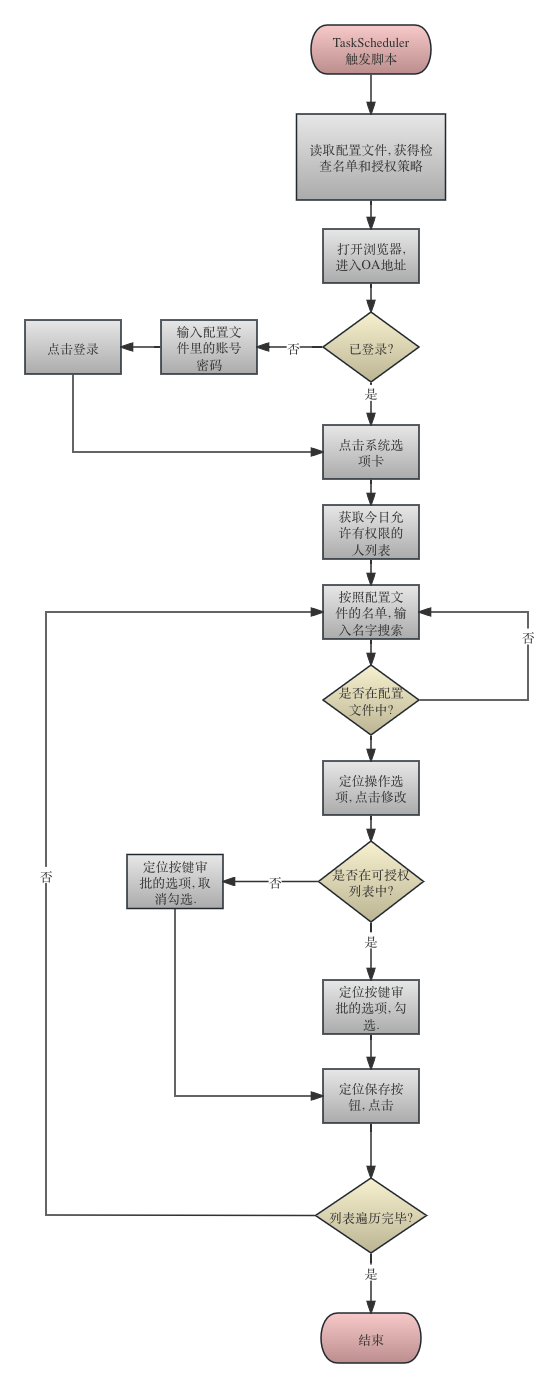 TaskScheduler
触发脚本
读取配置文件, 获得检
查名单和授权策略
打开浏览器,
进入OA地址
已登录?
否
输入配置文
件里的账号
密码
点击登录
是
点击系统选
项卡
获取今日允
许有权限的
人列表
按照配置文
件的名单, 输
入名字搜索
否
是否在配置
文件中?
定位操作选
项, 点击修改
是否在可授权
列表中?
否
定位按键审
批的选项, 取
消勾选.
否
是
定位按键审
批的选项, 勾
选.
定位保存按
钮, 点击
列表遍历完毕?
是
结束